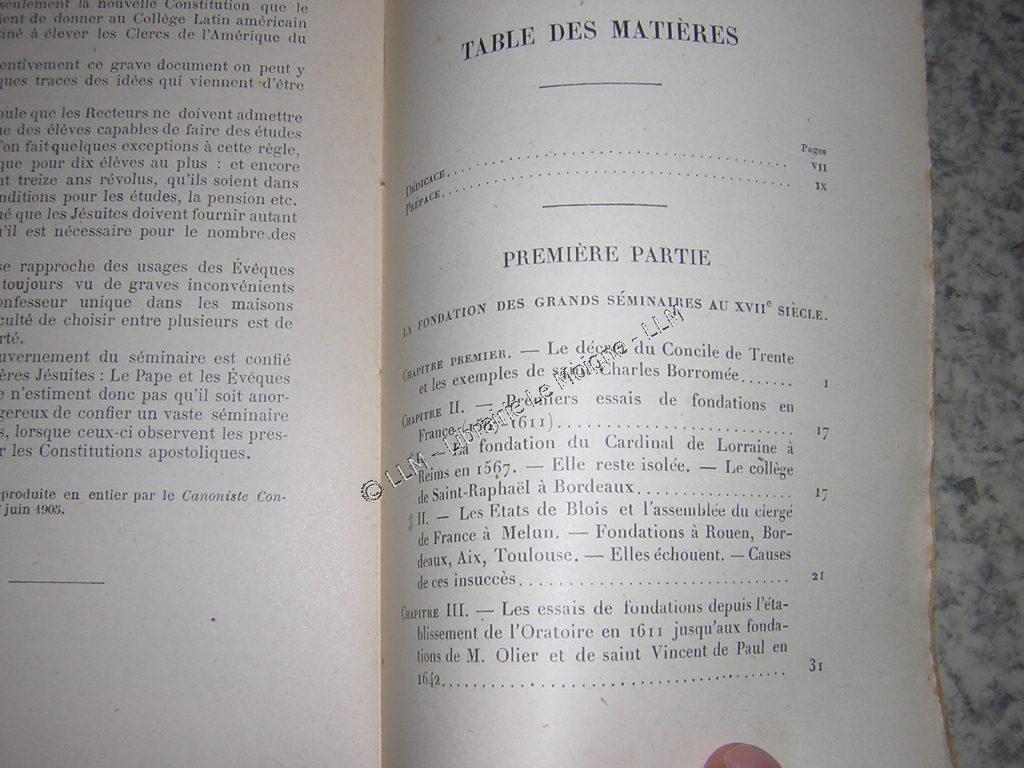 seulement la nouvelle Constitution que le
ient de donner au Collège Latin américain
iné à élever les Clercs de l'Amérique du
entivement ce grave document on peut y
ques traces des idées qui viennent d'être
oule que les Recteurs ne doivent admettre
ue des élèves capables de faire des études
'on fait quelques exceptions à cette règle,
que pour dix élèves au plus : et encore
nt treize ans révolus, qu'ils soient dans
nditions pour les études, la pension etc.
ué que les Jésuites doivent fournir autant
u'il est nécessaire pour le nombre des
se rapproche des usages des Évêques
toujours vu de graves inconvénients
onfesseur unique dans les maisons
culté de choisir entre plusieurs est de
rté.
uvernement du séminaire est confié
ères Jésuites : Le Pape et les Évêques
e n'estiment donc pas qu'il soit anor-
gereux de confier un vaste séminaire
s, lorsque ceux-ci observent les pres-
r les Constitutions apostoliques.
produite en entier par le Canoniste Con-
juin 1905.
TABLE DES MATIÈRES
Pages
DÉDICACE. . . . VII
PRÉFACE. . . . IX
PREMIÈRE PARTIE
LA FONDATION DES GRANDS SÉMINAIRES AU XVIIe SIÈCLE.
CHAPITRE PREMIER. — Le décret du Concile de Trente
et les exemples de saint Charles Borromée. . . . 1
CHAPITRE II. — Premiers essais de fondations en
France ( -1611). . . . 17
La fondation du Cardinal de Lorraine à
Reims en 1567. — Elle reste isolée. — Le collège
de Saint-Raphaël à Bordeaux. . . . 17
§ II. — Les Etats de Blois et l'assemblée du clergé
de France à Melun. — Fondations à Rouen, Bor-
deaux, Aix, Toulouse. — Elles échouent. — Causes
de ces insuccès. . . . 21
CHAPITRE III. — Les essais de fondations depuis l'éta-
blissement de l'Oratoire en 1611 jusqu'aux fonda-
tions de M. Olier et de saint Vincent de Paul en
1642. . . . 31
© LLM - Librairie Le Moigne - LLM